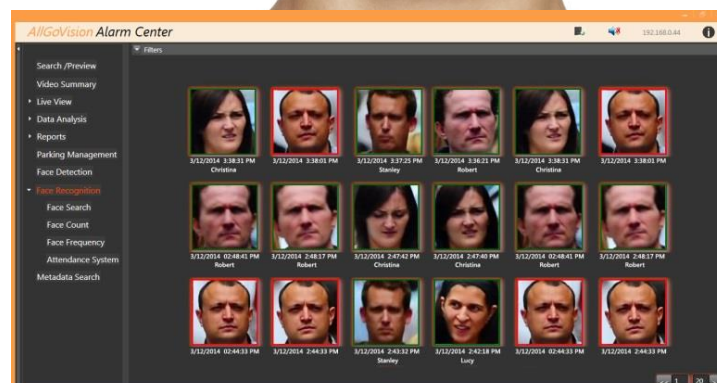 AllGoVision Alarm Center
192.168.0.44
Filters
Search /Preview
Video Summary
Live View
Data Analysis
Reports
Parking Management
Face Detection
Face Recognition
Face Search
Face Count
Face Frequency
Attendance System
Metadata Search
3/12/2014 3:38:31 PM 3/12/2014 3:38:01 PM 3/12/2014 3:37:25 PM 3/12/2014 3:36:21 PM 3/12/2014 3:38:31 PM 3/12/2014 3:38:01 PM
Christina Stanley Robert Christina
3/12/2014 02:48:41 PM 3/12/2014 2:48:17 PM 3/12/2014 2:47:42 PM 3/12/2014 2:47:40 PM 3/12/2014 02:48:41 PM 3/12/2014 2:48:17 PM
Robert Robert Christina Christina Robert Robert
3/12/2014 02:44:33 PM 3/12/2014 2:44:33 PM 3/12/2014 2:43:32 PM 3/12/2014 2:42:18 PM 3/12/2014 02:44:33 PM 3/12/2014 2:44:33 PM
Stanley Lucy
<< 1 20